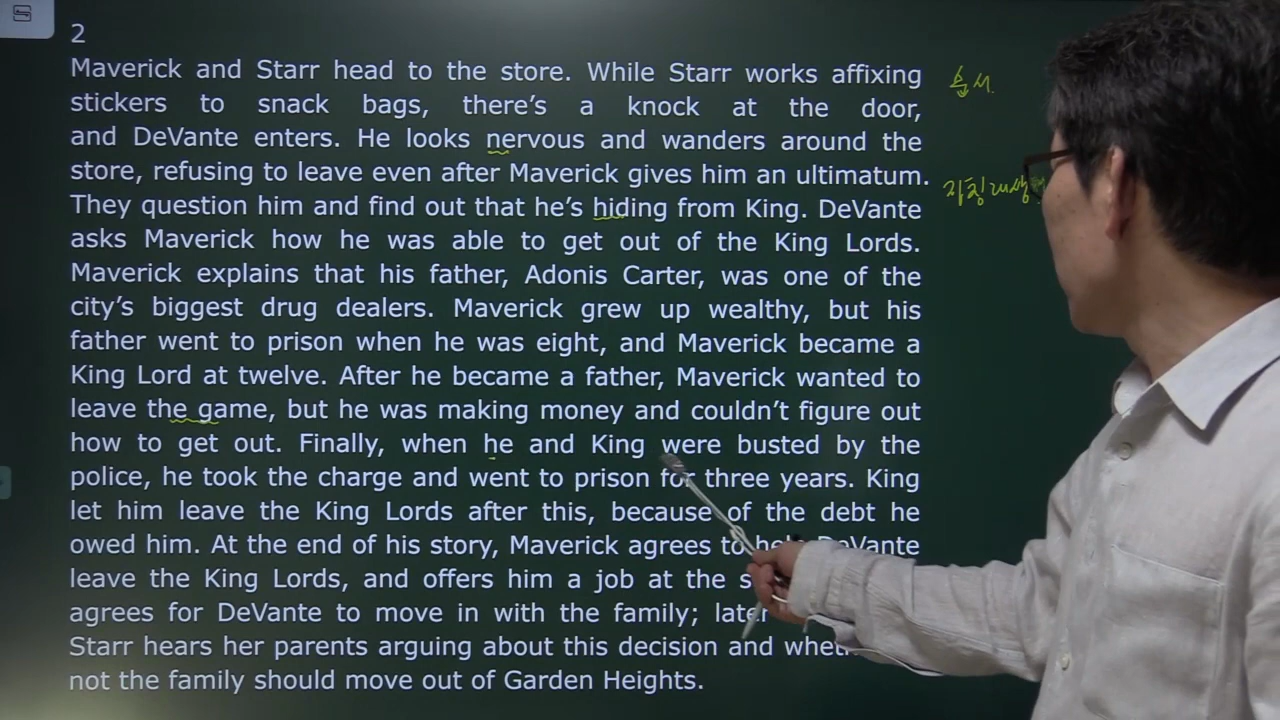 2
Maverick and Starr head to the store. While Starr works affixing
stickers to snack bags, there's a knock at the door,
and DeVante enters. He looks nervous and wanders around the
store, refusing to leave even after Maverick gives him an ultimatum.
They question him and find out that he's hiding from King. DeVante
asks Maverick how he was able to get out of the King Lords.
Maverick explains that his father, Adonis Carter, was one of the
city's biggest drug dealers. Maverick grew up wealthy, but his
father went to prison when he was eight, and Maverick became a
King Lord at twelve. After he became a father, Maverick wanted to
leave the game, but he was making money and couldn't figure out
how to get out. Finally, when he and King were busted by the
police, he took the charge and went to prison for three years. King
let him leave the King Lords after this, because of the debt he
owed him. At the end of his story, Maverick agrees to help DeVante
leave the King Lords, and offers him a job at the
agrees for DeVante to move in with the family; later
Starr hears her parents arguing about this decision and
not the family should move out of Garden Heights.